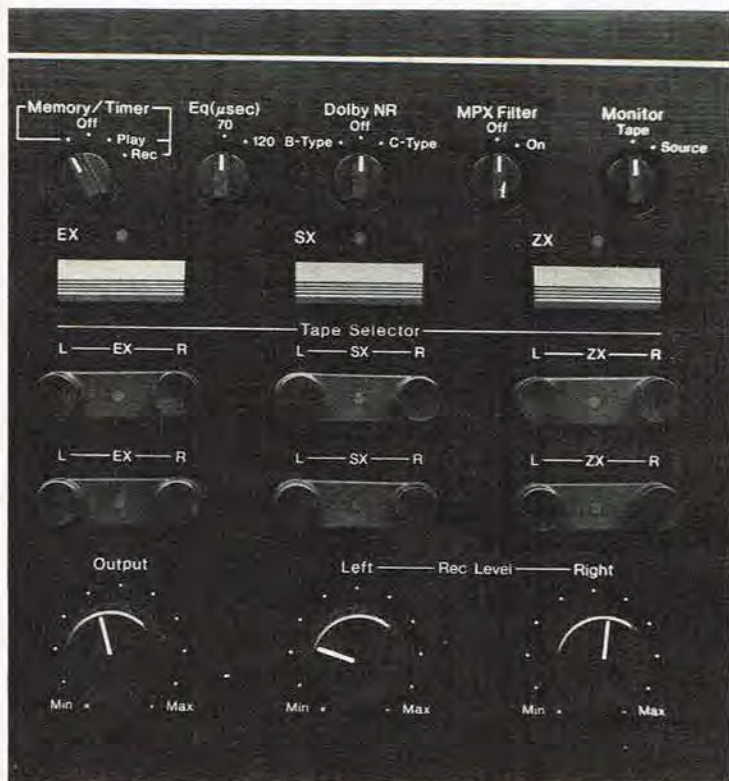 Memory/Timer Eq(μsec) Dolby NR MPX Filter Monitor
Off 70 Off Off Tape
Play 120 B-Type C-Type On Source
Rec
EX SX ZX
Tape Selector
L EX R L SX R L ZX R
L EX R L SX R L ZX R
Output Left Rec Level Right
Min Max Min Max Min Max